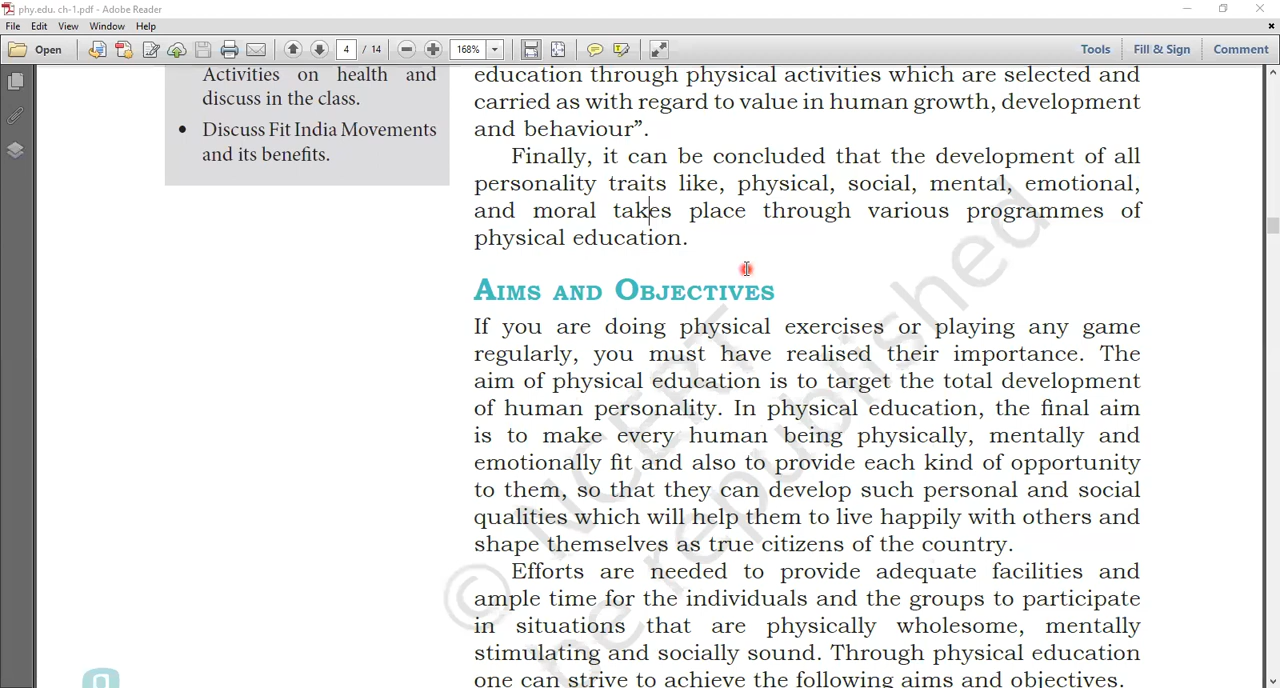 phy.edu. ch-1.pdf - Adobe Reader
File Edit View Window Help
Open 4 / 14 168% Tools Fill & Sign Comment
Activities on health and
discuss in the class.
• Discuss Fit India Movements
and its benefits.
education through physical activities which are selected and
carried as with regard to value in human growth, development
and behaviour”.
Finally, it can be concluded that the development of all
personality traits like, physical, social, mental, emotional,
and moral takes place through various programmes of
physical education.
AIMS AND OBJECTIVES
If you are doing physical exercises or playing any game
regularly, you must have realised their importance. The
aim of physical education is to target the total development
of human personality. In physical education, the final aim
is to make every human being physically, mentally and
emotionally fit and also to provide each kind of opportunity
to them, so that they can develop such personal and social
qualities which will help them to live happily with others and
shape themselves as true citizens of the country.
Efforts are needed to provide adequate facilities and
ample time for the individuals and the groups to participate
in situations that are physically wholesome, mentally
stimulating and socially sound. Through physical education
one can strive to achieve the following aims and objectives.
© NCERT
be republished